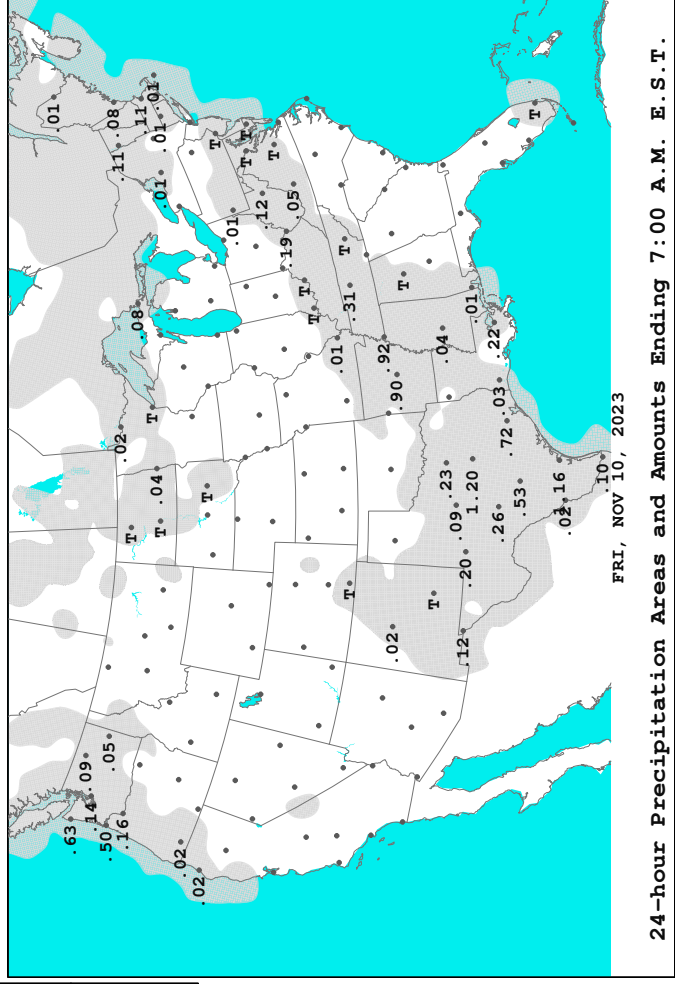 .01
.63
.09
.14
.50
.05
.08
.11
.02
.16
T
.08
.11
.01
T
.04
T
.01
.01
.02
.02
T
T
.01
T
T
.12
T
.19
.05
T
T
.01
T
T
.31
.92
.02
.90
T
T
.04
.23
.09
.12
.20
1.20
.01
.22
.26
.03
.72
.53
T
.16
.02
.10
FRI, NOV 10, 2023
24-hour Precipitation Areas and Amounts Ending 7:00 A.M. E.S.T.